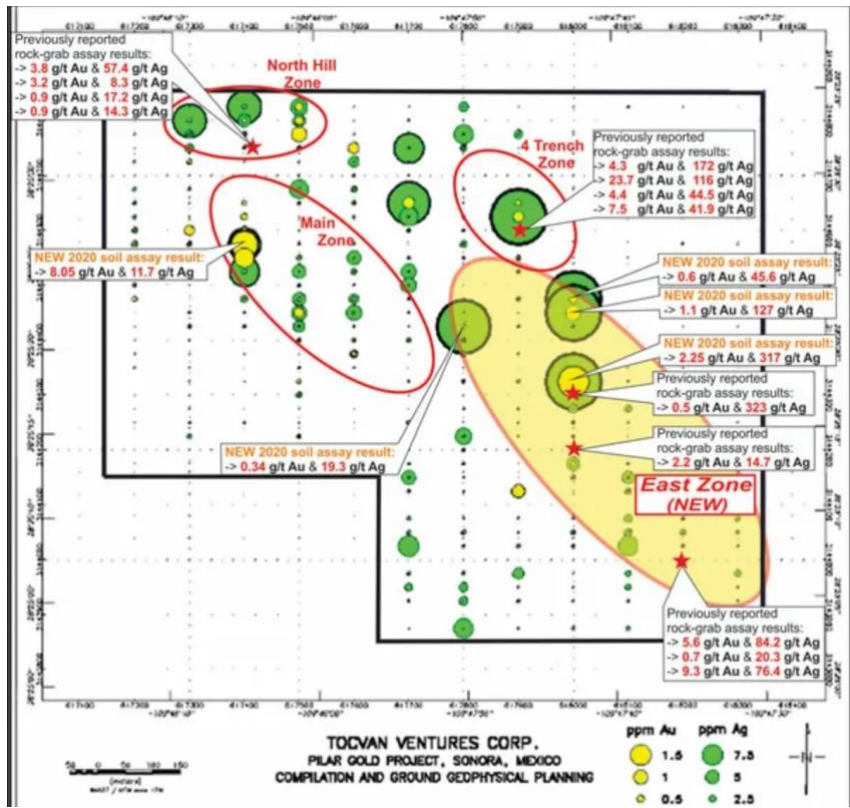 Previously reported
rock-grab assay results:
-> 3.8 g/t Au & 57.4 g/t Ag
-> 3.2 g/t Au & 8.3 g/t Ag
-> 0.9 g/t Au & 17.2 g/t Ag
-> 0.9 g/t Au & 14.3 g/t Ag
North Hill
Zone
4 Trench
Zone
Previously reported
rock-grab assay results:
-> 4.3 g/t Au & 172 g/t Ag
-> 23.7 g/t Au & 116 g/t Ag
-> 4.4 g/t Au & 44.5 g/t Ag
-> 7.5 g/t Au & 41.9 g/t Ag
Main
Zone
NEW 2020 soil assay result:
-> 8.05 g/t Au & 11.7 g/t Ag
NEW 2020 soil assay result:
-> 0.6 g/t Au & 45.6 g/t Ag
NEW 2020 soil assay result:
-> 1.1 g/t Au & 127 g/t Ag
NEW 2020 soil assay result:
-> 2.25 g/t Au & 317 g/t Ag
Previously reported
rock-grab assay results:
-> 0.5 g/t Au & 323 g/t Ag
Previously reported
rock-grab assay results:
-> 2.2 g/t Au & 14.7 g/t Ag
NEW 2020 soil assay result:
-> 0.34 g/t Au & 19.3 g/t Ag
East Zone
(NEW)
Previously reported
rock-grab assay results:
-> 5.6 g/t Au & 84.2 g/t Ag
-> 0.7 g/t Au & 20.3 g/t Ag
-> 9.3 g/t Au & 76.4 g/t Ag
TOCVAN VENTURES CORP.
PILAR GOLD PROJECT, SONORA, MEXICO
COMPILATION AND GROUND GEOPHYSICAL PLANNING
50 0 50 100 150
(metres)
ppm Au ppm Ag
1.5 7.5
1 5
0.5 2.5